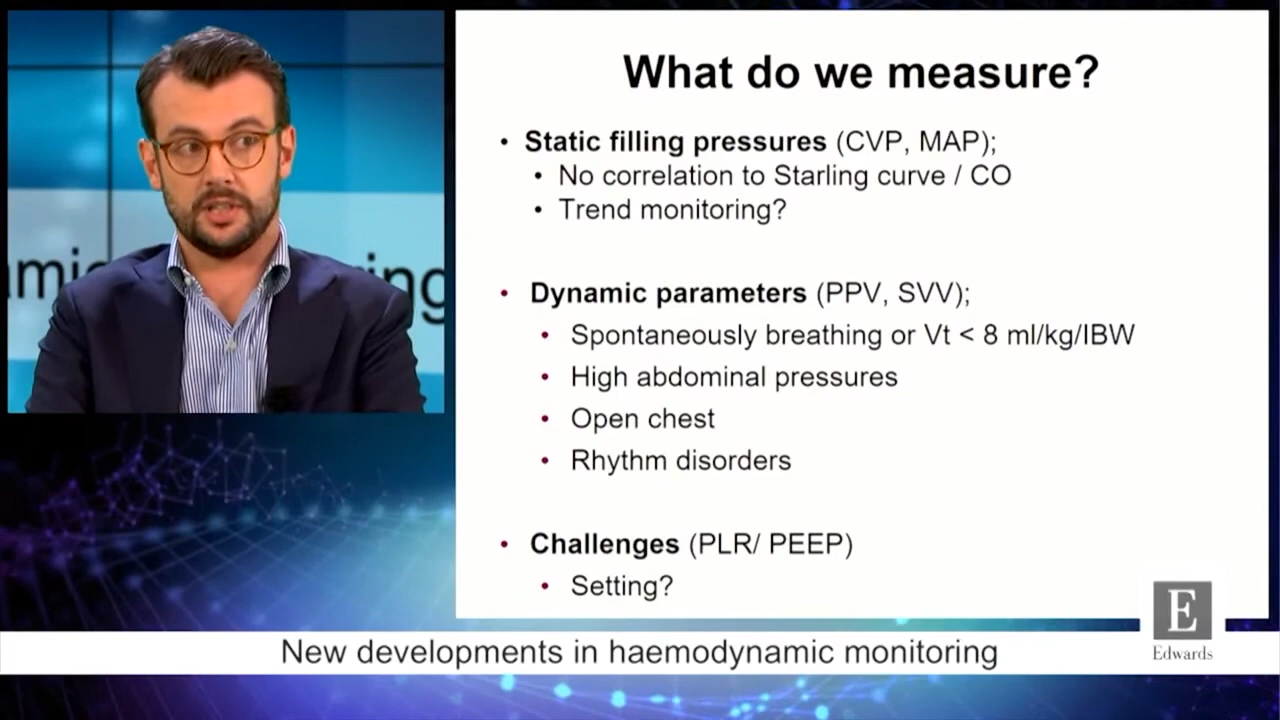 What do we measure?
• Static filling pressures (CVP, MAP);
• No correlation to Starling curve / CO
• Trend monitoring?
• Dynamic parameters (PPV, SVV);
• Spontaneously breathing or Vt < 8 ml/kg/IBW
• High abdominal pressures
• Open chest
• Rhythm disorders
• Challenges (PLR/ PEEP)
• Setting?
E
Edwards
New developments in haemodynamic monitoring